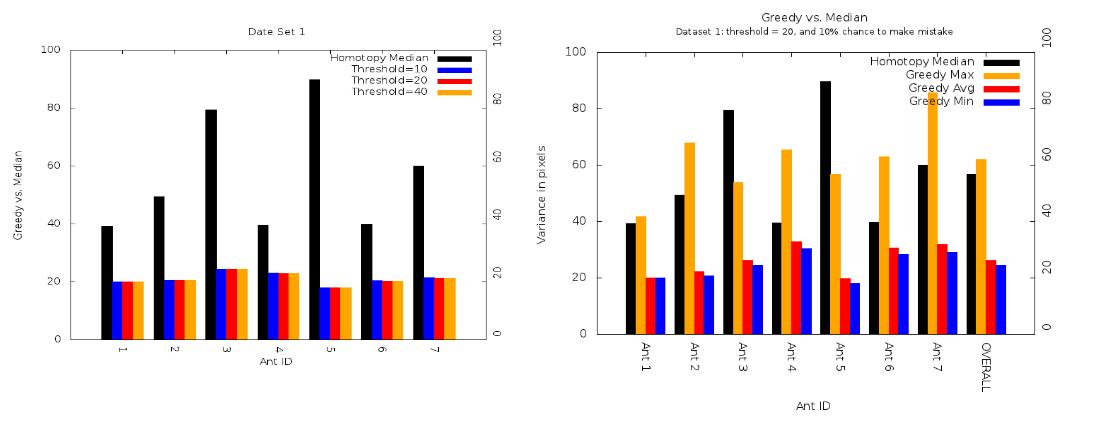 Date Set 1
Homotopy Median
Threshold=10
Threshold=20
Threshold=40
Greedy vs. Median
100
80
60
40
20
0
100
80
60
40
20
0
1 2 3 4 5 6 7
Ant ID
Greedy vs. Median
Dataset 1: threshold = 20, and 10% chance to make mistake
Homotopy Median
Greedy Max
Greedy Avg
Greedy Min
Variance in pixels
100
80
60
40
20
0
100
80
60
40
20
0
Ant 1 Ant 2 Ant 3 Ant 4 Ant 5 Ant 6 Ant 7 OVERALL
Ant ID